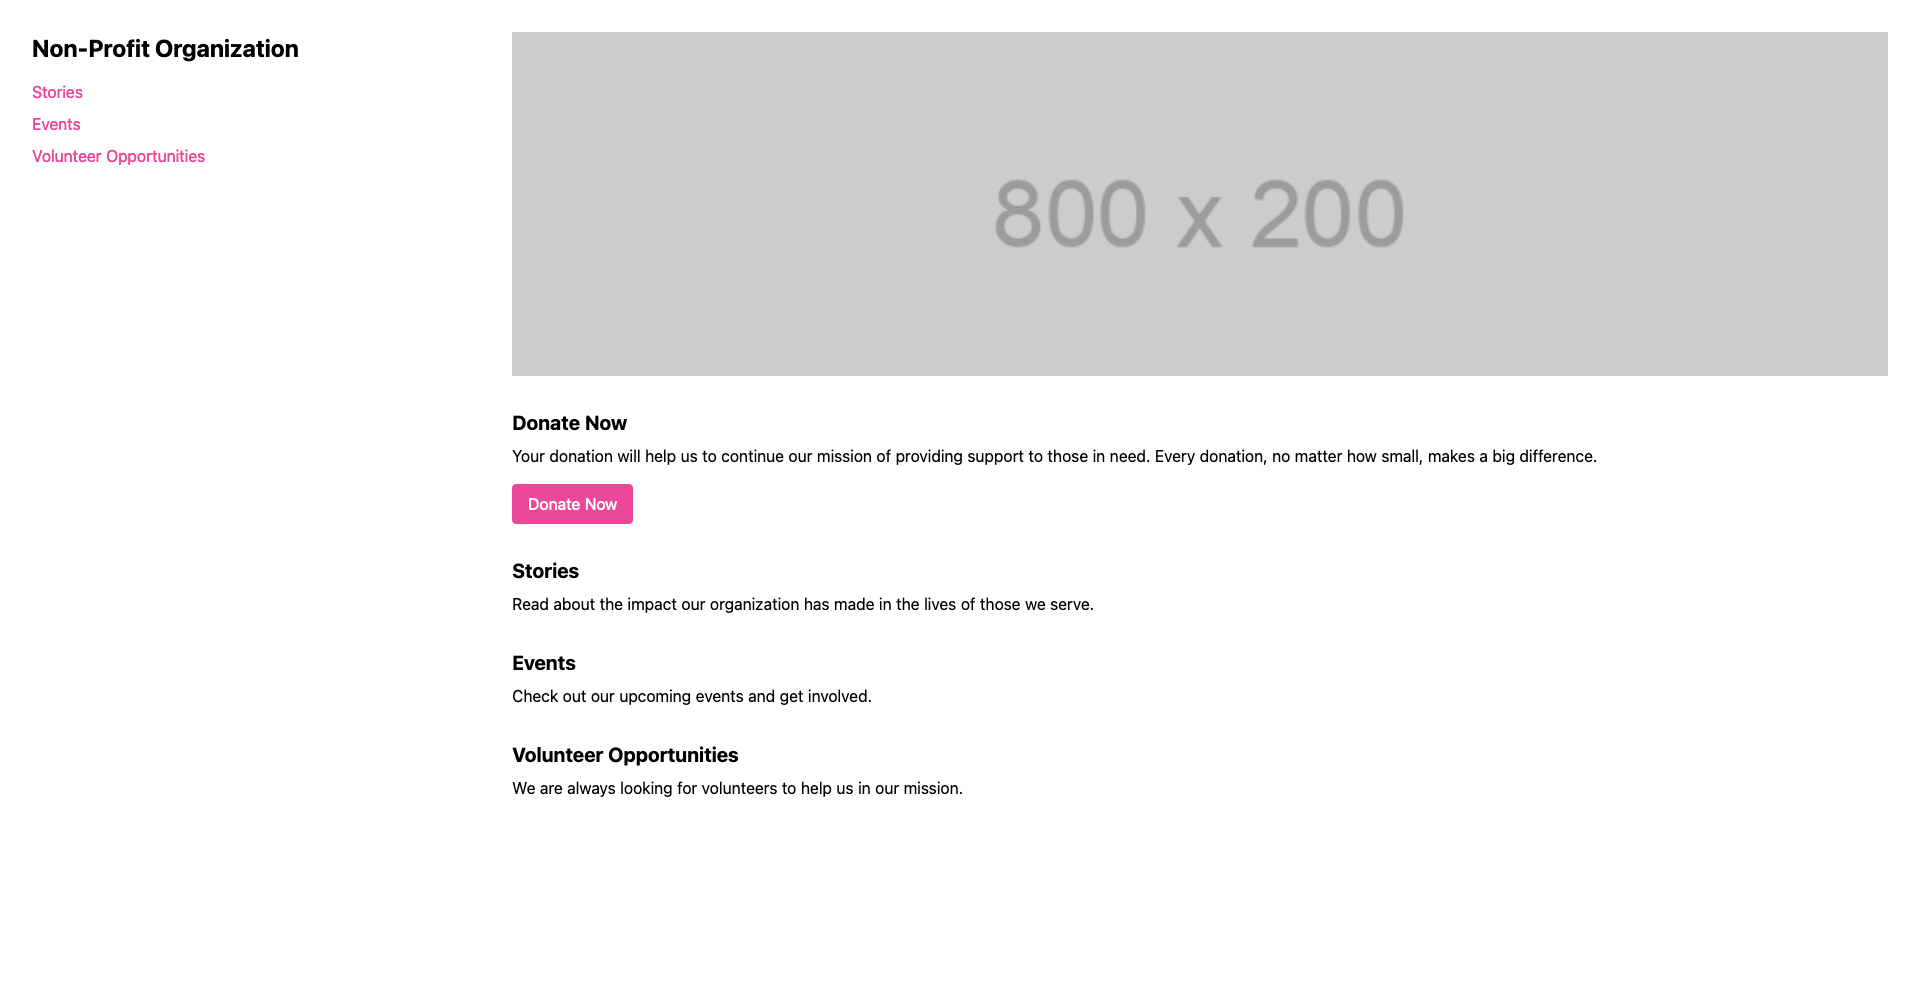 Non-Profit Organization
Stories
Events
Volunteer Opportunities
800 x 200
Donate Now
Your donation will help us to continue our mission of providing support to those in need. Every donation, no matter how small, makes a big difference.
Donate Now
Stories
Read about the impact our organization has made in the lives of those we serve.
Events
Check out our upcoming events and get involved.
Volunteer Opportunities
We are always looking for volunteers to help us in our mission.